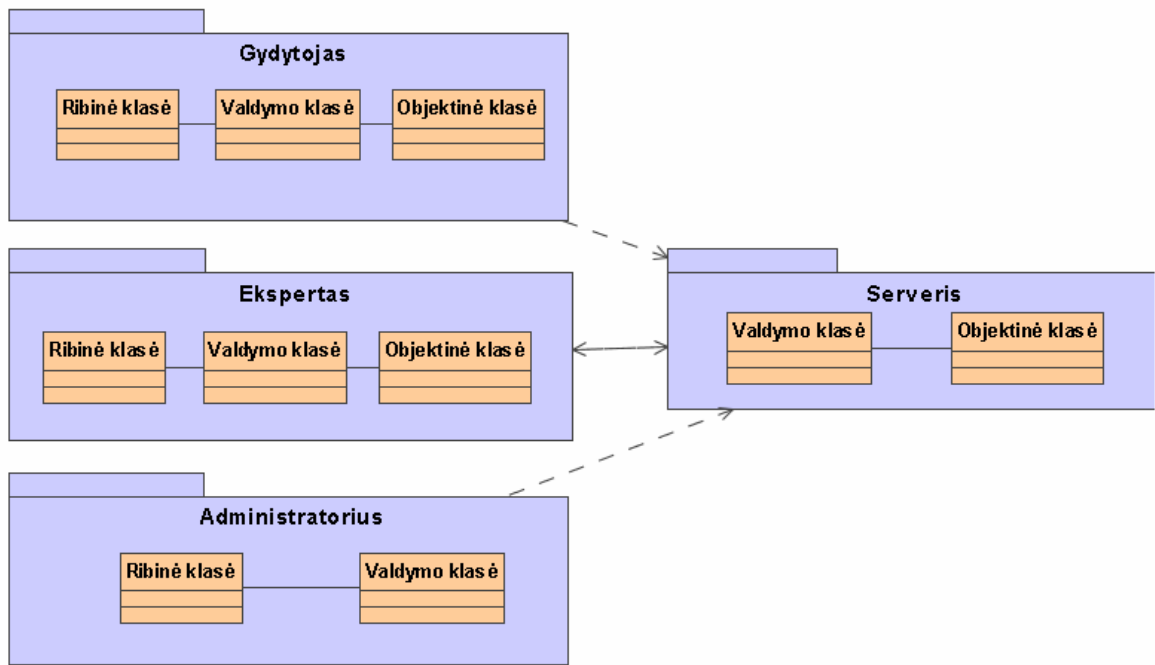 Gydytojas
Ribinė klasė
Valdymo klasė
Objektinė klasė
Ekspertas
Ribinė klasė
Valdymo klasė
Objektinė klasė
Serveris
Valdymo klasė
Objektinė klasė
Administratorius
Ribinė klasė
Valdymo klasė